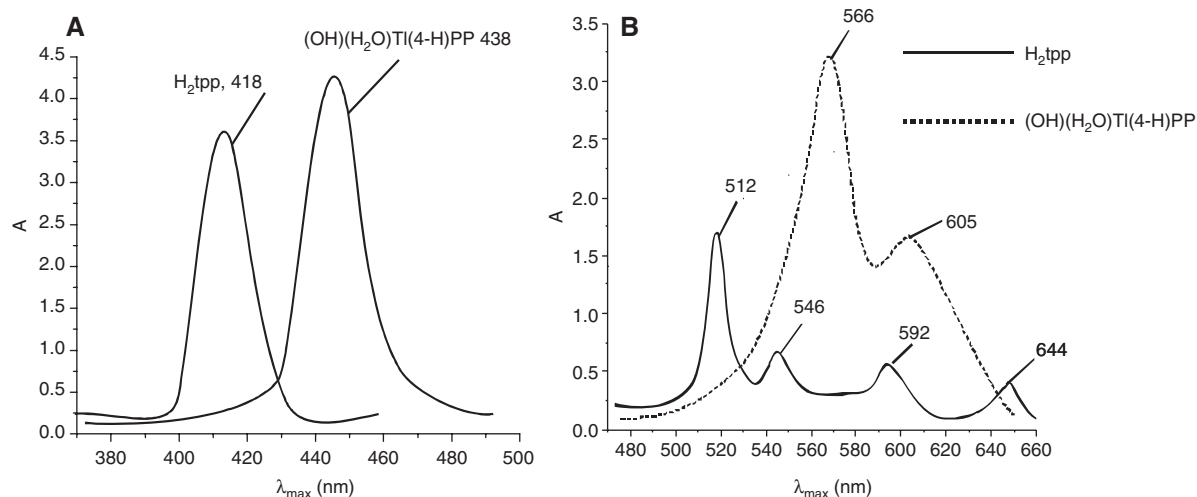 A
(OH)(H₂O)Tl(4-H)PP 438
H₂tpp, 418
4.5
4.0
3.5
3.0
2.5
2.0
1.5
1.0
0.5
0.0
A
380 400 420 440 460 480 500
λmax (nm)
B
566
3.5
3.0
2.5
2.0
1.5
1.0
0.5
0.0
A
H₂tpp
(OH)(H₂O)Tl(4-H)PP
512
605
546
592
644
480 500 520 540 560 580 600 620 640 660
λmax (nm)